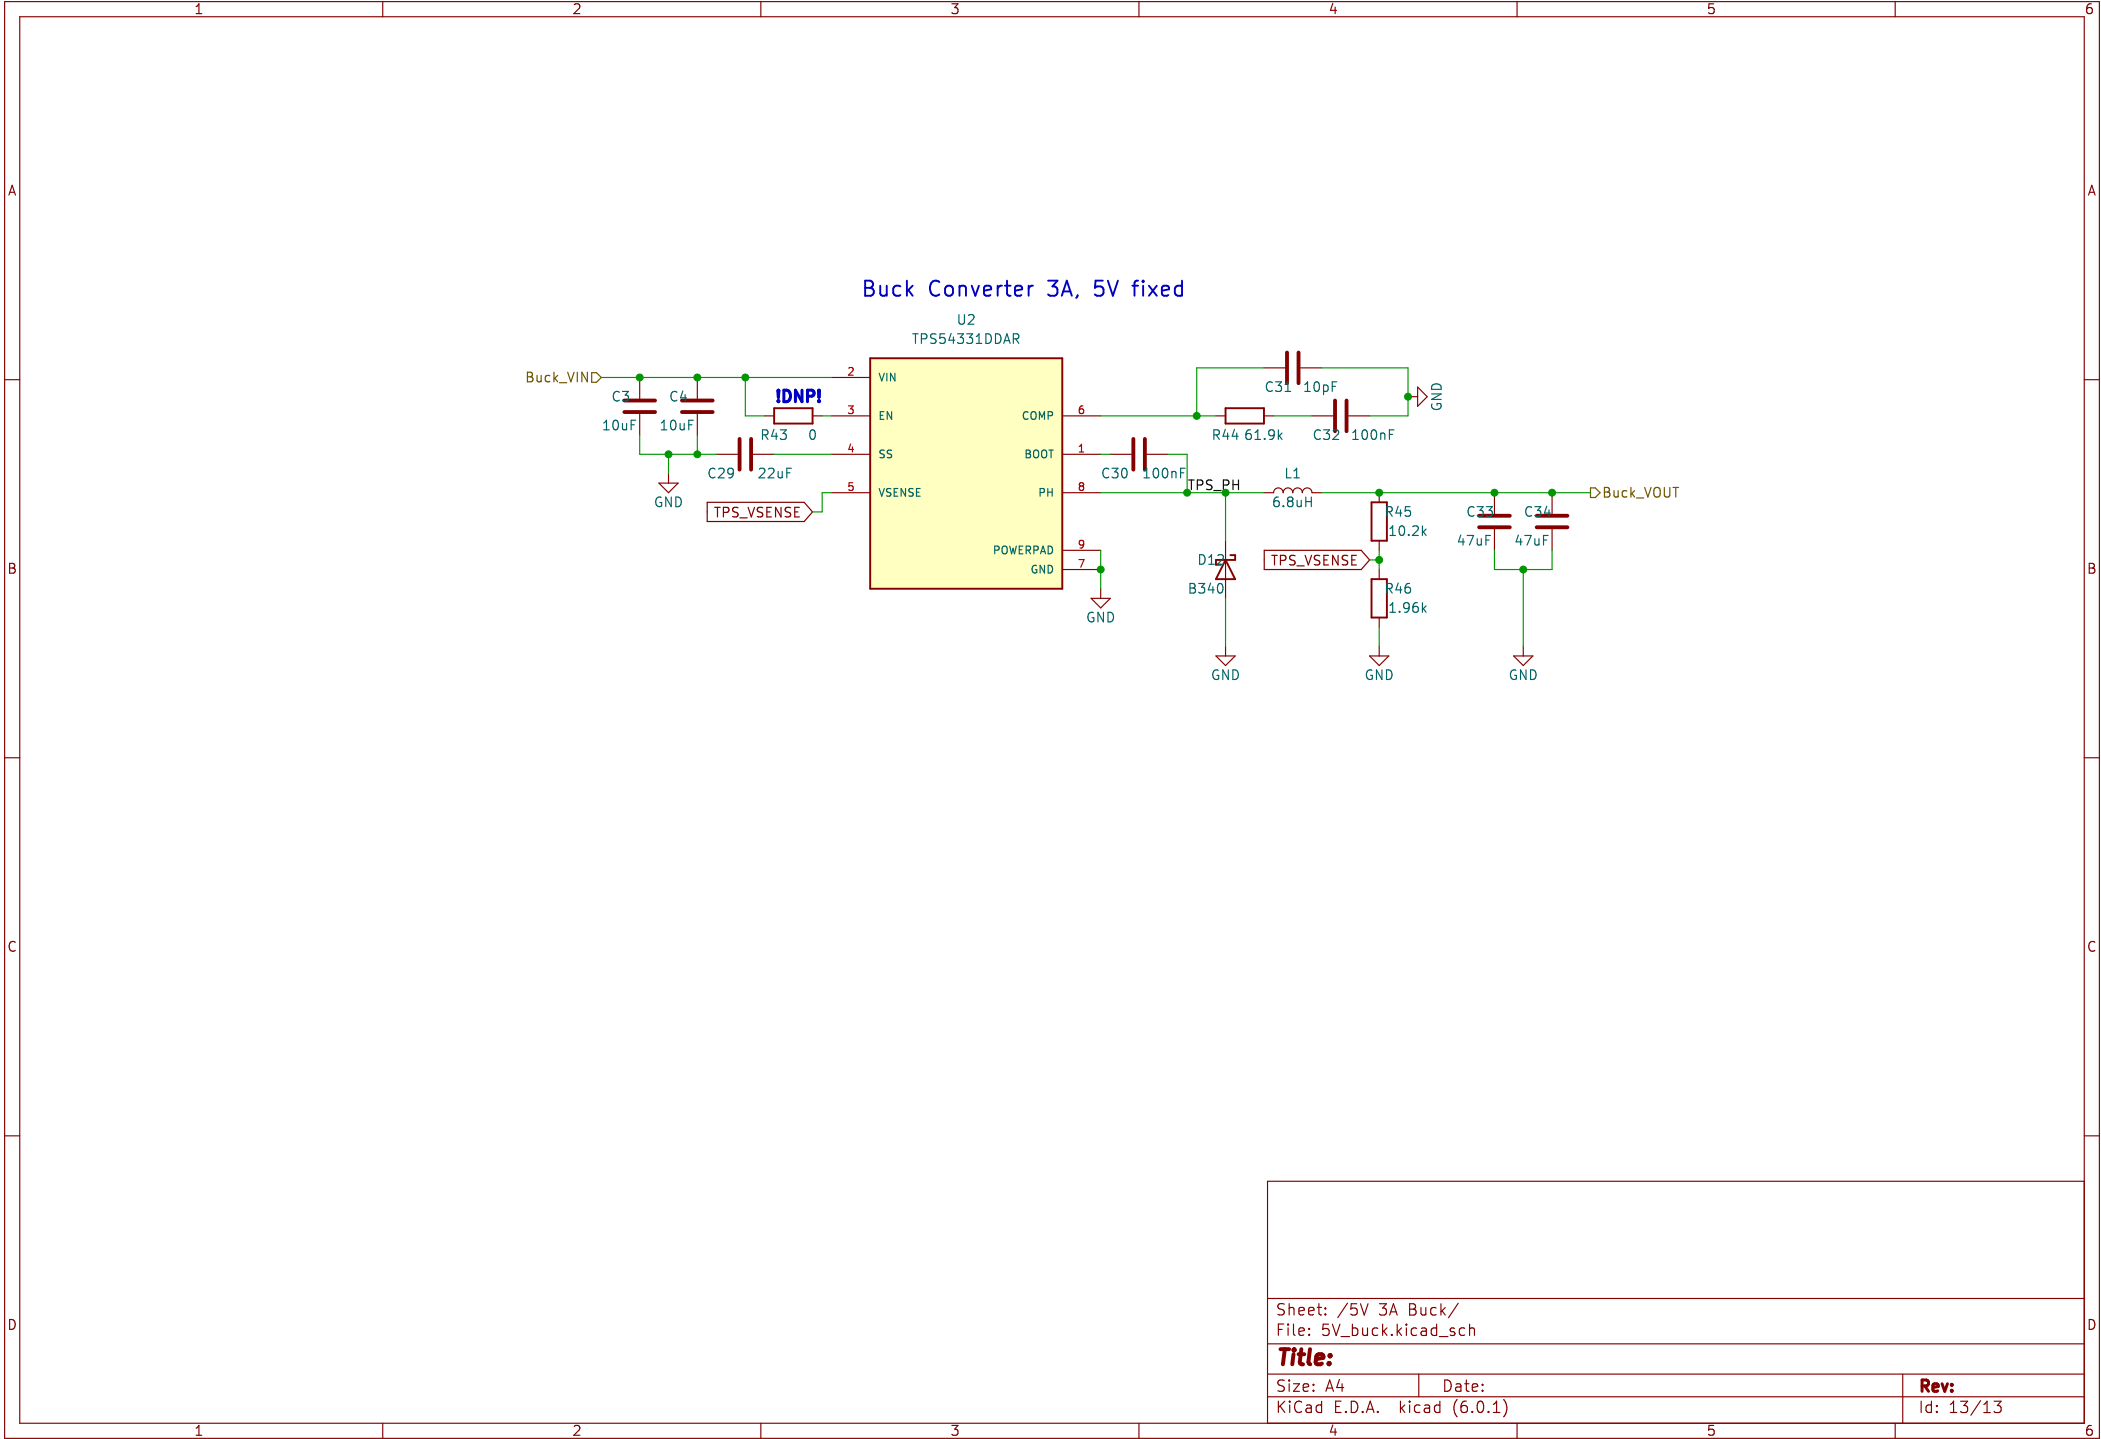 1 2 3 4 5 6
A A
Buck Converter 3A, 5V fixed
U2
TPS54331DDAR
Buck_VIN 2 VIN
C3 C4 !DNP! C31 10pF GND
10uF 10uF 3 EN COMP 6
R43 0 R44 61.9k C32 100nF
4 SS BOOT 1
C29 22uF C30 100nF L1
TPS_PH
5 VSENSE PH 8 Buck_VOUT
GND 6.8uH
TPS_VSENSE R45 C33 C34
10.2k 47uF 47uF
POWERPAD 9
D12 TPS_VSENSE
B GND 7 B
B340 R46
1.96k
GND
GND GND GND
C C
Sheet: /5V 3A Buck/
D D
File: 5V_buck.kicad_sch
Title:
Size: A4 Date: Rev:
KiCad E.D.A. kicad (6.0.1) Id: 13/13
1 2 3 4 5 6